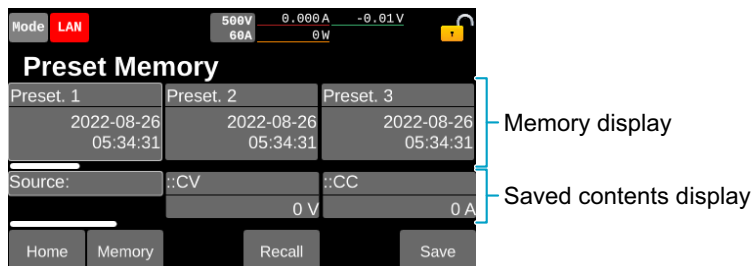 Mode LAN 500V 0.000A -0.01V
60A 0W
Preset Memory
Preset. 1 Preset. 2 Preset. 3
2022-08-26 2022-08-26 2022-08-26
05:34:31 05:34:31 05:34:31
Memory display
Source: ::CV ::CC
0 V 0 A
Saved contents display
Home Memory Recall Save